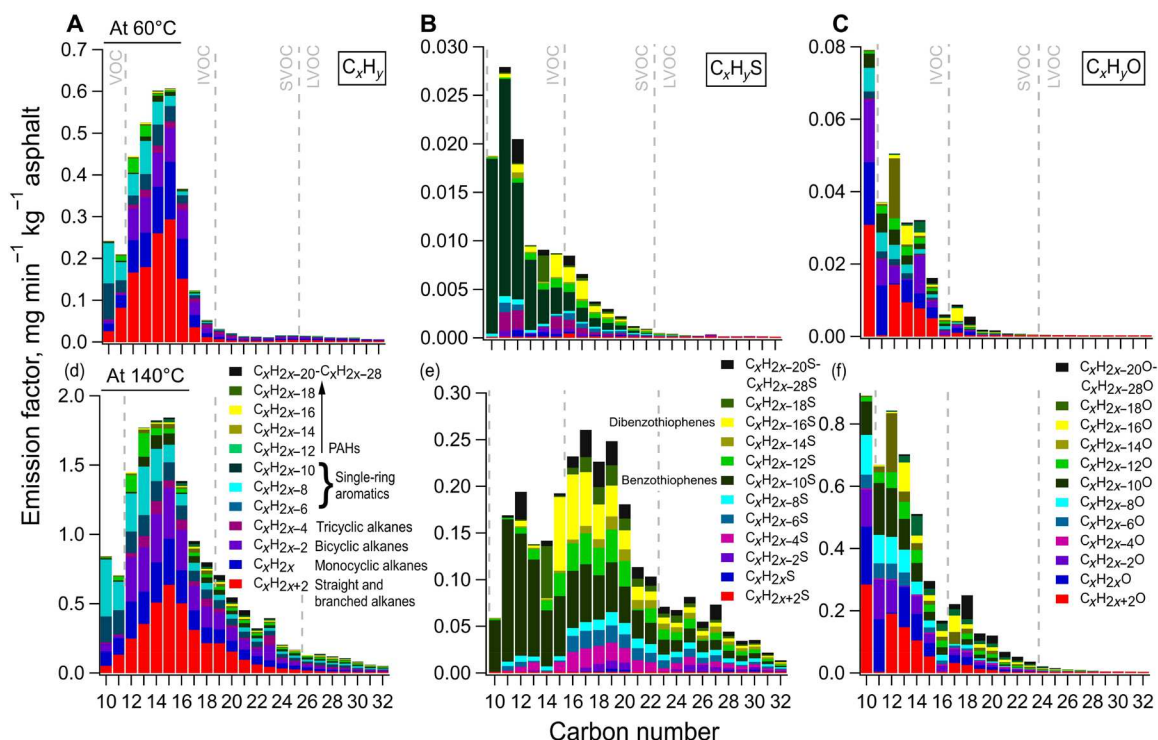 A
At 60°C
CxHy
VOC
IVOC
SVOC
LVOC
0.7
0.6
0.5
0.4
0.3
0.2
0.1
0.0
B
CxHyS
IVOC
SVOC
LVOC
0.030
0.025
0.020
0.015
0.010
0.005
0.000
C
CxHyO
IVOC
SVOC
LVOC
0.08
0.06
0.04
0.02
0.00
Emission factor, mg min−1 kg−1 asphalt
(d)
At 140°C
2.0
1.5
1.0
0.5
0.0
CxH2x−20-CxH2x−28
CxH2x−18
CxH2x−16
CxH2x−14
CxH2x−12
PAHs
CxH2x−10
CxH2x−8
CxH2x−6
} Single-ring
aromatics
CxH2x−4 Tricyclic alkanes
CxH2x−2 Bicyclic alkanes
CxH2x Monocyclic alkanes
CxH2x+2 Straight and
branched alkanes
10 12 14 16 18 20 22 24 26 28 30 32
(e)
0.30
0.25
0.20
0.15
0.10
0.05
0.00
CxH2x−20S-
CxH2x−28S
CxH2x−18S
Dibenzothiophenes CxH2x−16S
CxH2x−14S
CxH2x−12S
Benzothiophenes CxH2x−10S
CxH2x−8S
CxH2x−6S
CxH2x−4S
CxH2x−2S
CxH2xS
CxH2x+2S
10 12 14 16 18 20 22 24 26 28 30 32
(f)
0.8
0.6
0.4
0.2
0.0
CxH2x−20O-
CxH2x−28O
CxH2x−18O
CxH2x−16O
CxH2x−14O
CxH2x−12O
CxH2x−10O
CxH2x−8O
CxH2x−6O
CxH2x−4O
CxH2x−2O
CxH2xO
CxH2x+2O
10 12 14 16 18 20 22 24 26 28 30 32
Carbon number